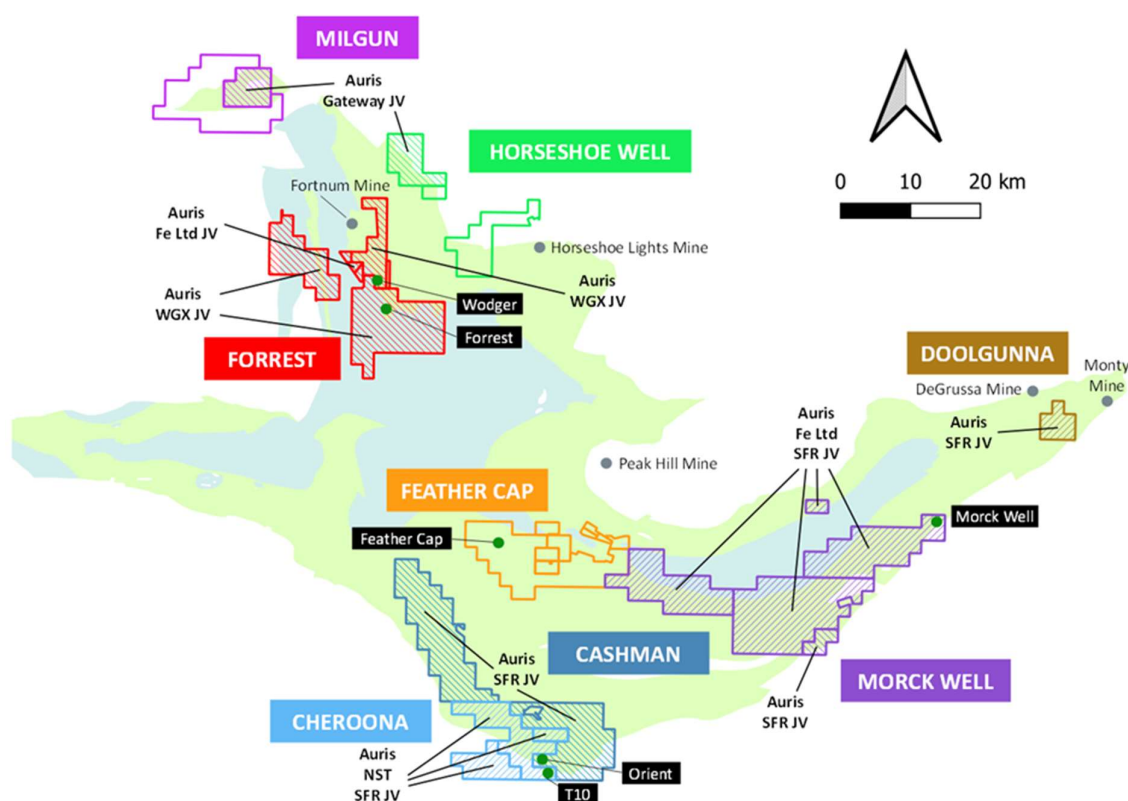 MILGUN
Auris
Gateway JV
HORSESHOE WELL
0 10 20 km
Fortnum Mine
Auris
Fe Ltd JV
Horseshoe Lights Mine
Auris
WGX JV
Auris
WGX JV
Wodger
Forrest
FORREST
DOOLGUNNA
Monty
Mine
DeGrussa Mine
Auris
SFR JV
Auris
Fe Ltd
SFR JV
Peak Hill Mine
FEATHER CAP
Feather Cap
Morck Well
CASHMAN
Auris
SFR JV
MORCK WELL
Auris
SFR JV
CHEROONA
Auris
NST
SFR JV
Orient
T10